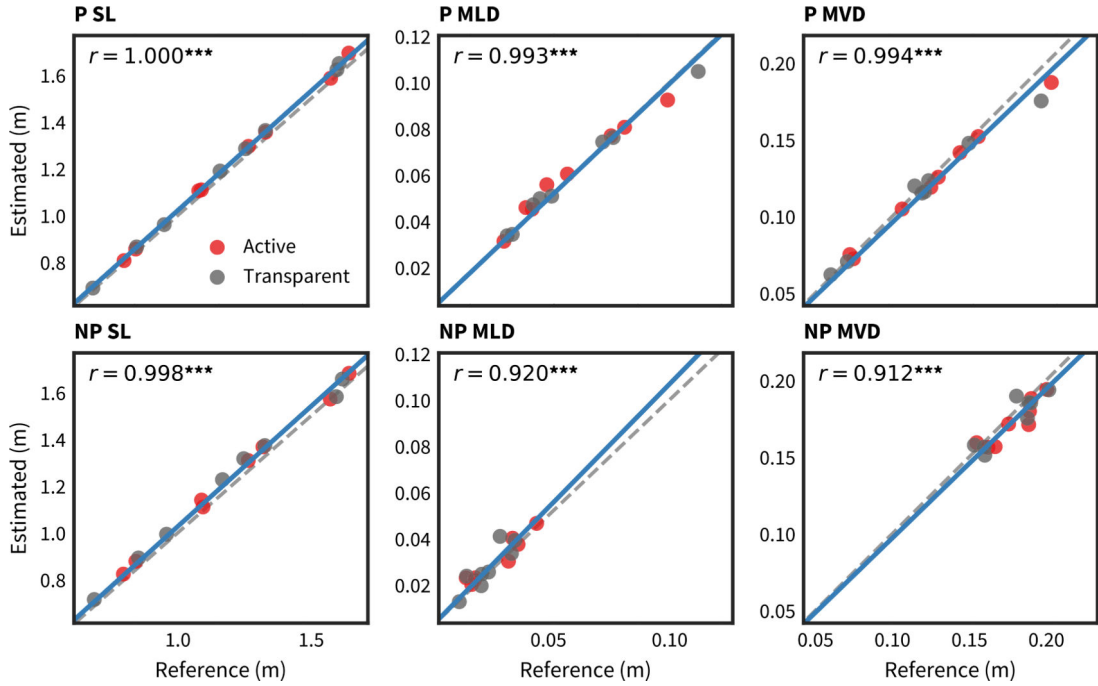 P SL
P MLD
P MVD
r = 1.000***
r = 0.993***
r = 0.994***
Estimated (m)
1.6
1.4
1.2
1.0
0.8
0.12
0.10
0.08
0.06
0.04
0.02
0.20
0.15
0.10
0.05
Active
Transparent
NP SL
NP MLD
NP MVD
r = 0.998***
r = 0.920***
r = 0.912***
Estimated (m)
1.6
1.4
1.2
1.0
0.8
0.12
0.10
0.08
0.06
0.04
0.02
0.20
0.15
0.10
0.05
1.0 1.5
0.05 0.10
0.05 0.10 0.15 0.20
Reference (m)
Reference (m)
Reference (m)